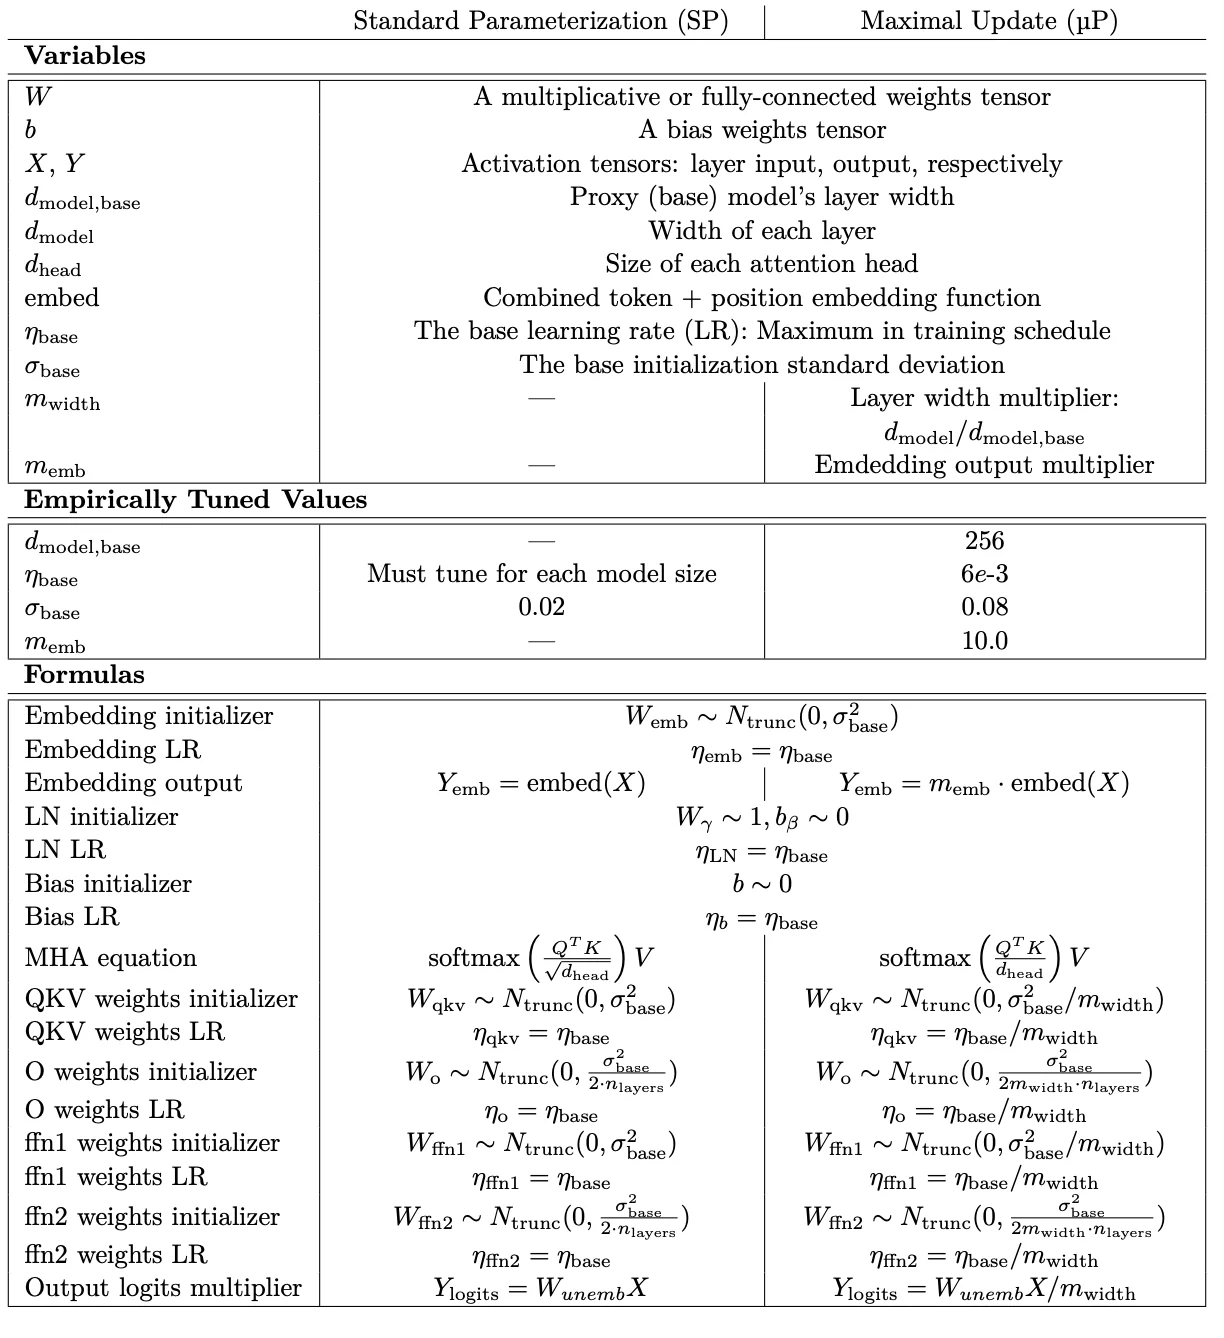 Standard Parameterization (SP) Maximal Update (µP)
Variables
W A multiplicative or fully-connected weights tensor
b A bias weights tensor
X, Y Activation tensors: layer input, output, respectively
d_model,base Proxy (base) model's layer width
d_model Width of each layer
d_head Size of each attention head
embed Combined token + position embedding function
η_base The base learning rate (LR): Maximum in training schedule
σ_base The base initialization standard deviation
m_width — Layer width multiplier:
d_model/d_model,base
m_emb — Emdedding output multiplier
Empirically Tuned Values
d_model,base — 256
η_base Must tune for each model size 6e-3
σ_base 0.02 0.08
m_emb — 10.0
Formulas
Embedding initializer W_emb ∼ N_trunc(0, σ²_base)
Embedding LR η_emb = η_base
Embedding output Y_emb = embed(X) Y_emb = m_emb · embed(X)
LN initializer W_γ ∼ 1, b_β ∼ 0
LN LR η_LN = η_base
Bias initializer b ∼ 0
Bias LR η_b = η_base
MHA equation softmax(Q^T K / √d_head) V softmax(Q^T K / d_head) V
QKV weights initializer W_qkv ∼ N_trunc(0, σ²_base) W_qkv ∼ N_trunc(0, σ²_base/m_width)
QKV weights LR η_qkv = η_base η_qkv = η_base/m_width
O weights initializer W_o ∼ N_trunc(0, σ²_base / 2·n_layers) W_o ∼ N_trunc(0, σ²_base / 2m_width·n_layers)
O weights LR η_o = η_base η_o = η_base/m_width
ffn1 weights initializer W_ffn1 ∼ N_trunc(0, σ²_base) W_ffn1 ∼ N_trunc(0, σ²_base/m_width)
ffn1 weights LR η_ffn1 = η_base η_ffn1 = η_base/m_width
ffn2 weights initializer W_ffn2 ∼ N_trunc(0, σ²_base / 2·n_layers) W_ffn2 ∼ N_trunc(0, σ²_base / 2m_width·n_layers)
ffn2 weights LR η_ffn2 = η_base η_ffn2 = η_base/m_width
Output logits multiplier Y_logits = W_unemb X Y_logits = W_unemb X/m_width